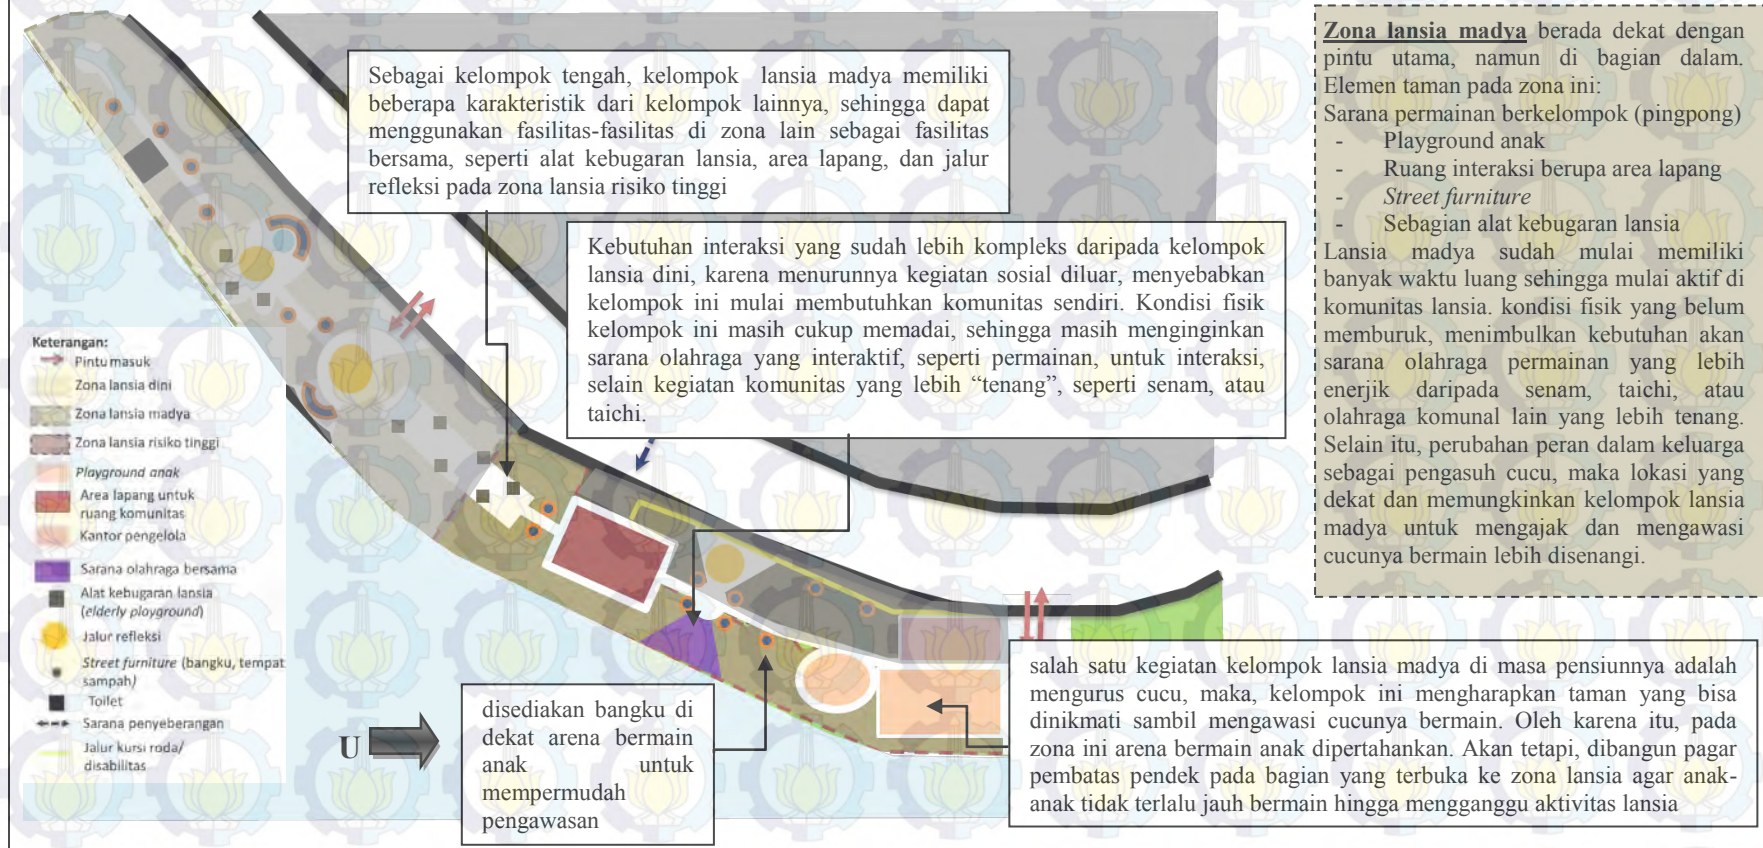 Sebagai kelompok tengah, kelompok lansia madya memiliki
beberapa karakteristik dari kelompok lainnya, sehingga dapat
menggunakan fasilitas-fasilitas di zona lain sebagai fasilitas
bersama, seperti alat kebugaran lansia, area lapang, dan jalur
refleksi pada zona lansia risiko tinggi
Kebutuhan interaksi yang sudah lebih kompleks daripada kelompok
lansia dini, karena menurunnya kegiatan sosial diluar, menyebabkan
kelompok ini mulai membutuhkan komunitas sendiri. Kondisi fisik
kelompok ini masih cukup memadai, sehingga masih menginginkan
sarana olahraga yang interaktif, seperti permainan, untuk interaksi,
selain kegiatan komunitas yang lebih “tenang”, seperti senam, atau
taichi.
Zona lansia madya berada dekat dengan
pintu utama, namun di bagian dalam.
Elemen taman pada zona ini:
Sarana permainan berkelompok (pingpong)
- Playground anak
- Ruang interaksi berupa area lapang
- Street furniture
- Sebagian alat kebugaran lansia
Lansia madya sudah mulai memiliki
banyak waktu luang sehingga mulai aktif di
komunitas lansia. kondisi fisik yang belum
memburuk, menimbulkan kebutuhan akan
sarana olahraga permainan yang lebih
enerjik daripada senam, taichi, atau
olahraga komunal lain yang lebih tenang.
Selain itu, perubahan peran dalam keluarga
sebagai pengasuh cucu, maka lokasi yang
dekat dan memungkinkan kelompok lansia
madya untuk mengajak dan mengawasi
cucunya bermain lebih disenangi.
Keterangan:
Pintu masuk
Zona lansia dini
Zona lansia madya
Zona lansia risiko tinggi
Playground anak
Area lapang untuk
ruang komunitas
Kantor pengelola
Sarana olahraga bersama
Alat kebugaran lansia
(elderly playground)
Jalur refleksi
Street furniture (bangku, tempat
sampah)
Toilet
Sarana penyeberangan
Jalur kursi roda/
disabilitas
U
disediakan bangku di
dekat arena bermain
anak untuk
mempermudah
pengawasan
salah satu kegiatan kelompok lansia madya di masa pensiunnya adalah
mengurus cucu, maka, kelompok ini mengharapkan taman yang bisa
dinikmati sambil mengawasi cucunya bermain. Oleh karena itu, pada
zona ini arena bermain anak dipertahankan. Akan tetapi, dibangun pagar
pembatas pendek pada bagian yang terbuka ke zona lansia agar anak-
anak tidak terlalu jauh bermain hingga mengganggu aktivitas lansia